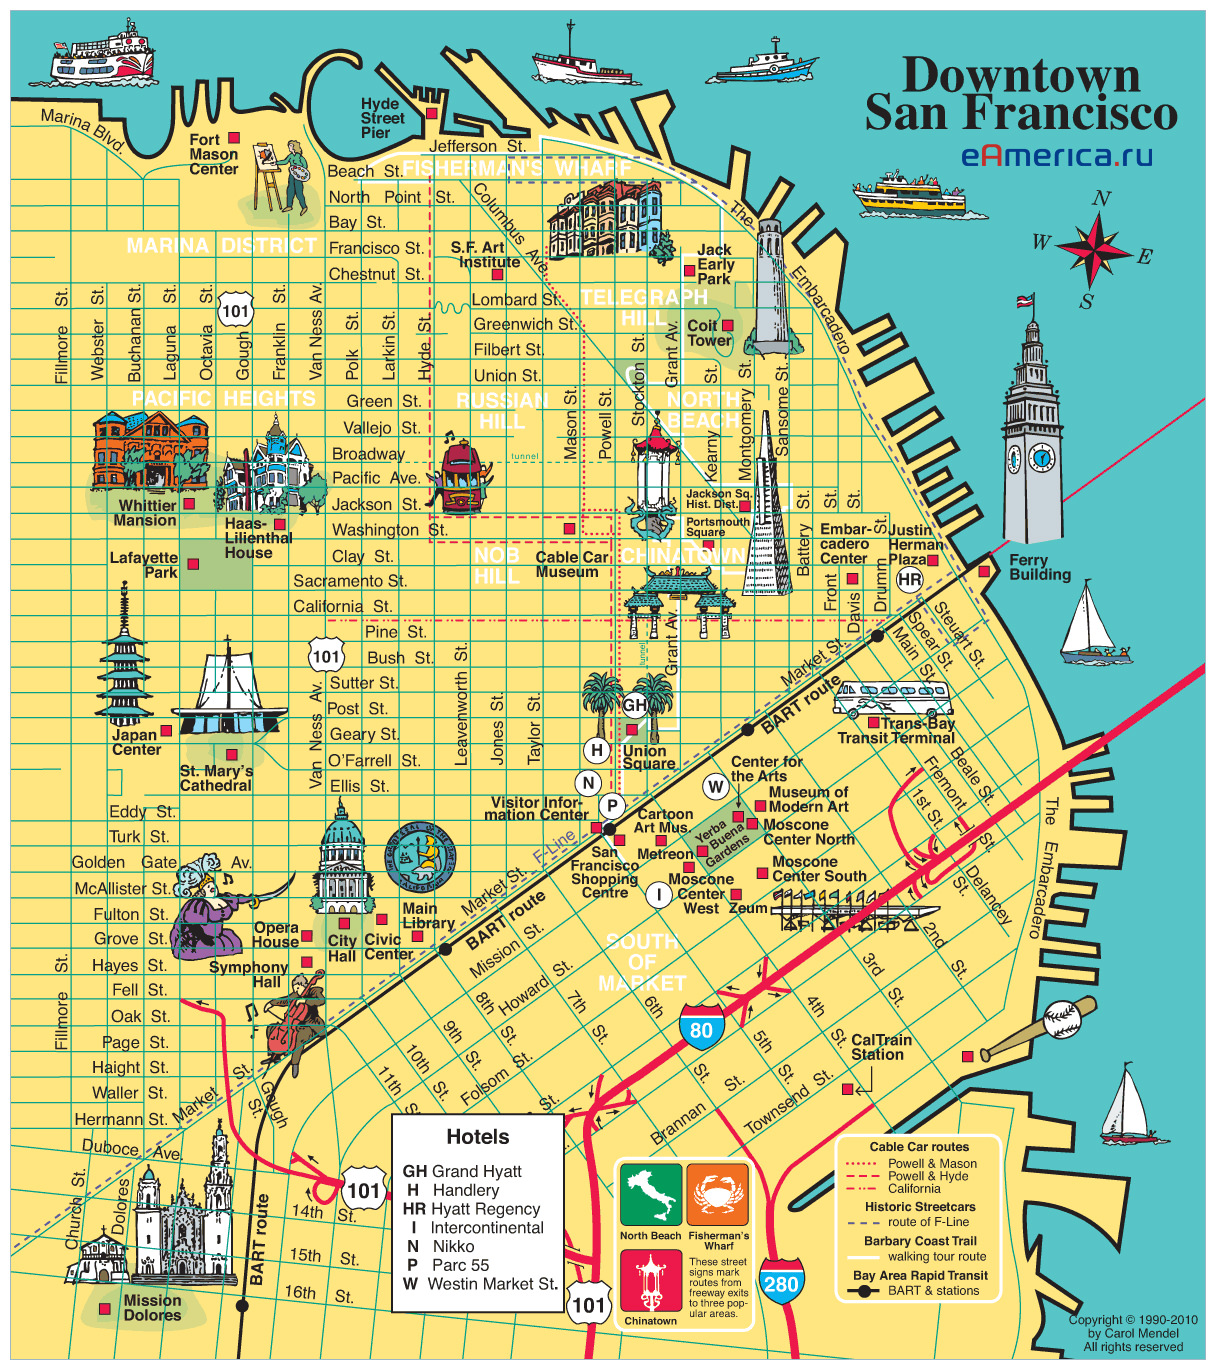 Downtown
San Francisco
eAmerica.ru
N
W
E
S
Hyde
Street
Pier
Fort
Mason
Center
Marina Blvd.
Jefferson St.
Beach St.
FISHERMAN'S WHARF
North Point St.
Bay St.
MARINA DISTRICT
Francisco St.
Chestnut St.
Columbus Ave.
S.F. Art
Institute
Jack
Early
Park
The Embarcadero
Lombard St.
TELEGRAPH
HILL
Greenwich St.
Coit
Tower
Filbert St.
Union St.
101
Fillmore St.
Webster St.
Buchanan St.
Laguna St.
Octavia St.
Gough St.
Franklin St.
Van Ness Av.
Polk St.
Larkin St.
Hyde St.
Mason St.
Powell St.
Stockton St.
Grant Av.
Kearny St.
Montgomery St.
Sansome St.
PACIFIC HEIGHTS
Green St.
RUSSIAN
HILL
NORTH
BEACH
Vallejo St.
Broadway
tunnel
Pacific Ave.
Jackson St.
Washington St.
Whittier
Mansion
Haas-
Lilienthal
House
Jackson Sq.
Hist. Dist.
Portsmouth
Square
Battery St.
Front St.
Davis St.
Drumm St.
Embar-
cadero
Center
Justin
Herman
Plaza
HR
Ferry
Building
Lafayette
Park
Clay St.
NOB
HILL
Cable Car
Museum
CHINATOWN
Sacramento St.
California St.
Pine St.
101
Bush St.
Leavenworth St.
tunnel
Grant Av.
Market St.
Steuart St.
Spear St.
Main St.
Sutter St.
Van Ness Av.
Post St.
Jones St.
Taylor St.
GH
BART route
Japan
Center
Geary St.
H
Union
Square
Trans-Bay
Transit Terminal
St. Mary's
Cathedral
O'Farrell St.
Ellis St.
N
W
Center for
the Arts
Beale St.
Fremont St.
1st St.
Eddy St.
Visitor Infor-
mation Center
P
Museum of
Modern Art
Cartoon
Art Mus.
Yerba
Buena
Gardens
Moscone
Center North
Turk St.
F-Line
Golden Gate Av.
San
Francisco
Shopping
Centre
Metreon
Moscone
Center South
McAllister St.
Market St.
I
Moscone
Center
West
Zeum
Delancey St.
The Embarcadero
Fulton St.
Opera
House
City
Hall
Civic
Center
Main
Library
BART route
Grove St.
Mission St.
SOUTH
OF
MARKET
2nd St.
Hayes St.
Symphony
Hall
Howard St.
3rd St.
Fell St.
Fillmore St.
8th St.
7th St.
6th St.
4th St.
Oak St.
80
9th St.
5th St.
Page St.
10th St.
Folsom St.
CalTrain
Station
Haight St.
11th St.
Waller St.
Market St.
Gough St.
Brannan St.
Townsend St.
Hermann St.
Duboce Ave.
Church St.
Dolores
101
14th St.
15th St.
16th St.
BART route
Mission
Dolores
Hotels
GH Grand Hyatt
H Handlery
HR Hyatt Regency
I Intercontinental
N Nikko
P Parc 55
W Westin Market St.
101
North Beach
Fisherman's
Wharf
Chinatown
These street
signs mark
routes from
freeway exits
to three pop-
ular areas.
280
Cable Car routes
Powell & Mason
Powell & Hyde
California
Historic Streetcars
route of F-Line
Barbary Coast Trail
walking tour route
Bay Area Rapid Transit
BART & stations
Copyright © 1990-2010
by Carol Mendel
All rights reserved